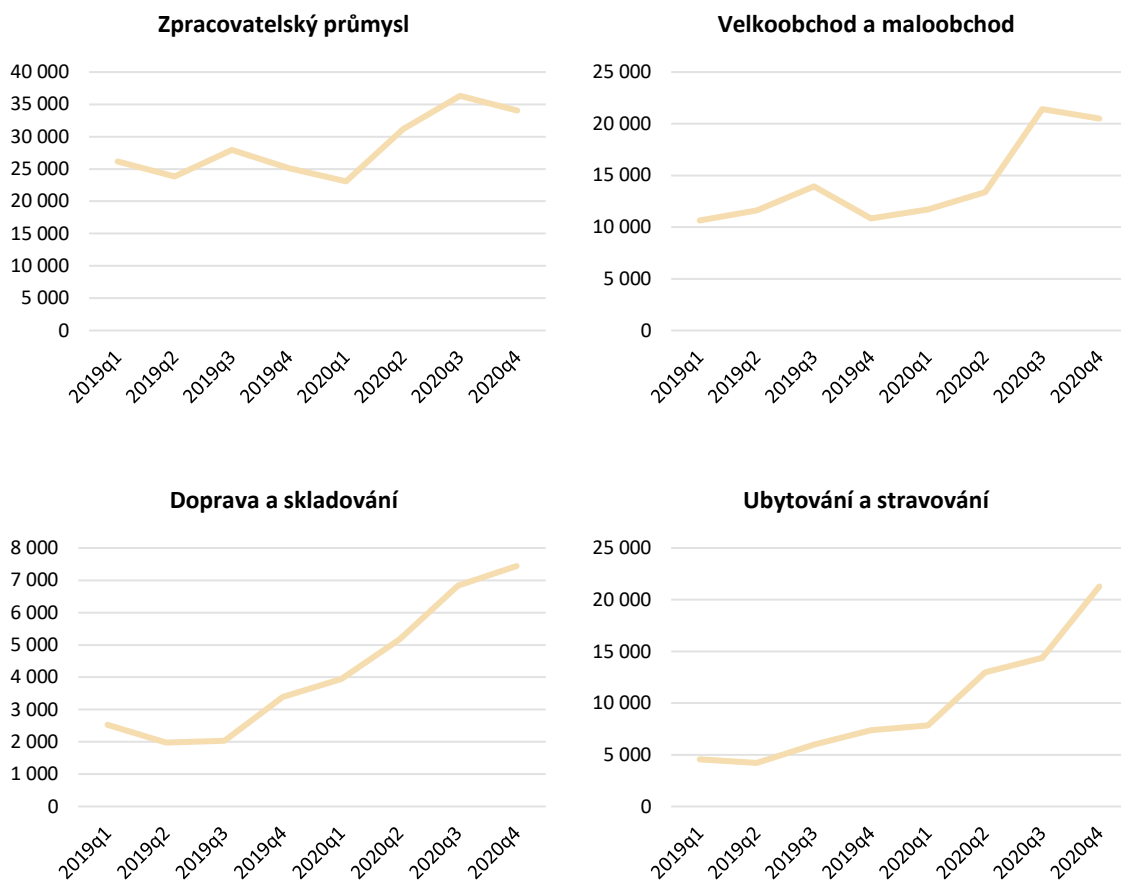 Zpracovatelský průmysl
40 000
35 000
30 000
25 000
20 000
15 000
10 000
5 000
0
2019q1
2019q2
2019q3
2019q4
2020q1
2020q2
2020q3
2020q4
Velkoobchod a maloobchod
25 000
20 000
15 000
10 000
5 000
0
2019q1
2019q2
2019q3
2019q4
2020q1
2020q2
2020q3
2020q4
Doprava a skladování
8 000
7 000
6 000
5 000
4 000
3 000
2 000
1 000
0
2019q1
2019q2
2019q3
2019q4
2020q1
2020q2
2020q3
2020q4
Ubytování a stravování
25 000
20 000
15 000
10 000
5 000
0
2019q1
2019q2
2019q3
2019q4
2020q1
2020q2
2020q3
2020q4